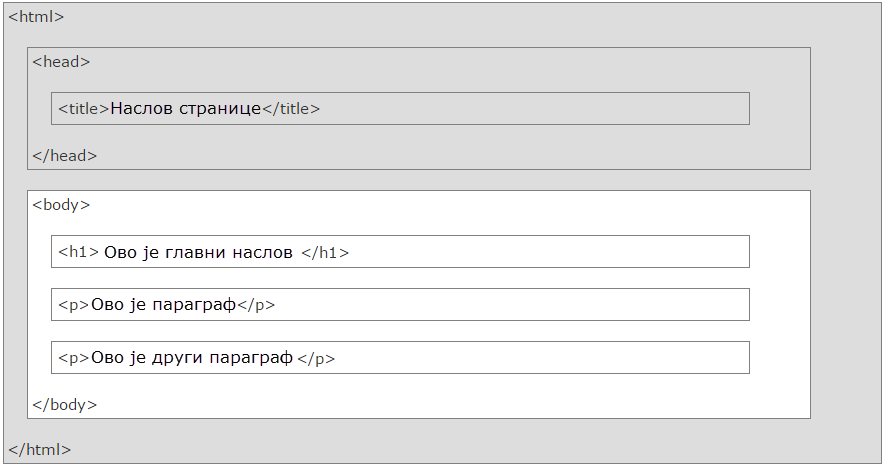 <html>
<head>
<title>Наслов странице</title>
</head>
<body>
<h1> Ово је главни наслов </h1>
<p>Ово је параграф</p>
<p>Ово је други параграф </p>
</body>
</html>